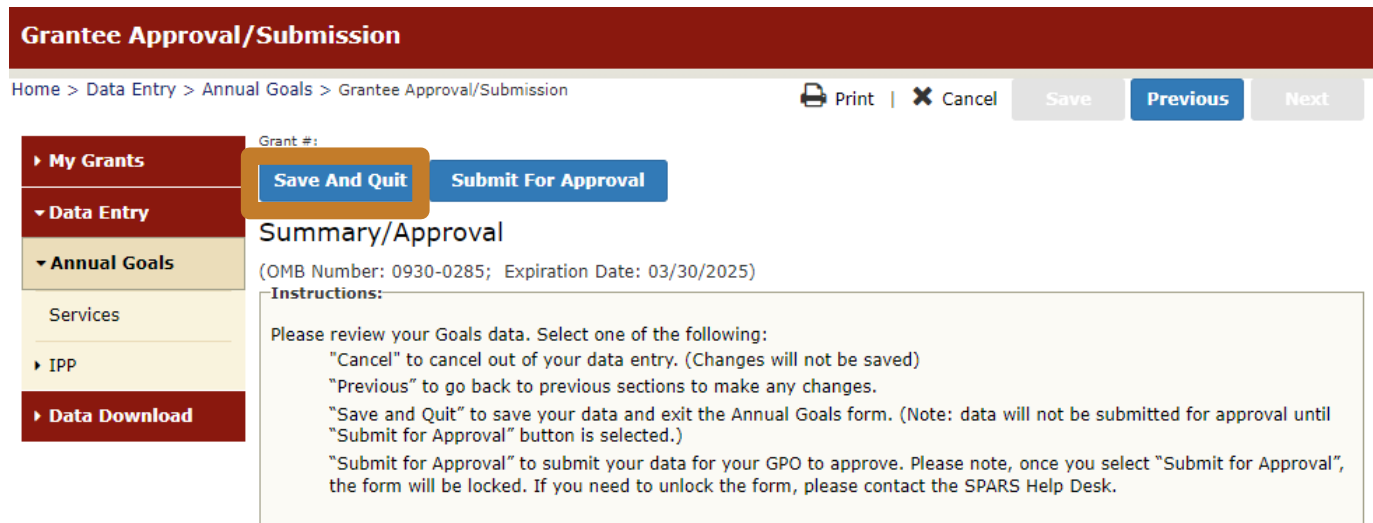 Grantee Approval/Submission
Home > Data Entry > Annual Goals > Grantee Approval/Submission
Print | ✖ Cancel Save Previous Next
My Grants
Data Entry
Annual Goals
Services
IPP
Data Download
Grant #:
Save And Quit Submit For Approval
Summary/Approval
(OMB Number: 0930-0285; Expiration Date: 03/30/2025)
Instructions:
Please review your Goals data. Select one of the following:
"Cancel" to cancel out of your data entry. (Changes will not be saved)
“Previous” to go back to previous sections to make any changes.
“Save and Quit” to save your data and exit the Annual Goals form. (Note: data will not be submitted for approval until
“Submit for Approval” button is selected.)
“Submit for Approval” to submit your data for your GPO to approve. Please note, once you select “Submit for Approval”,
the form will be locked. If you need to unlock the form, please contact the SPARS Help Desk.